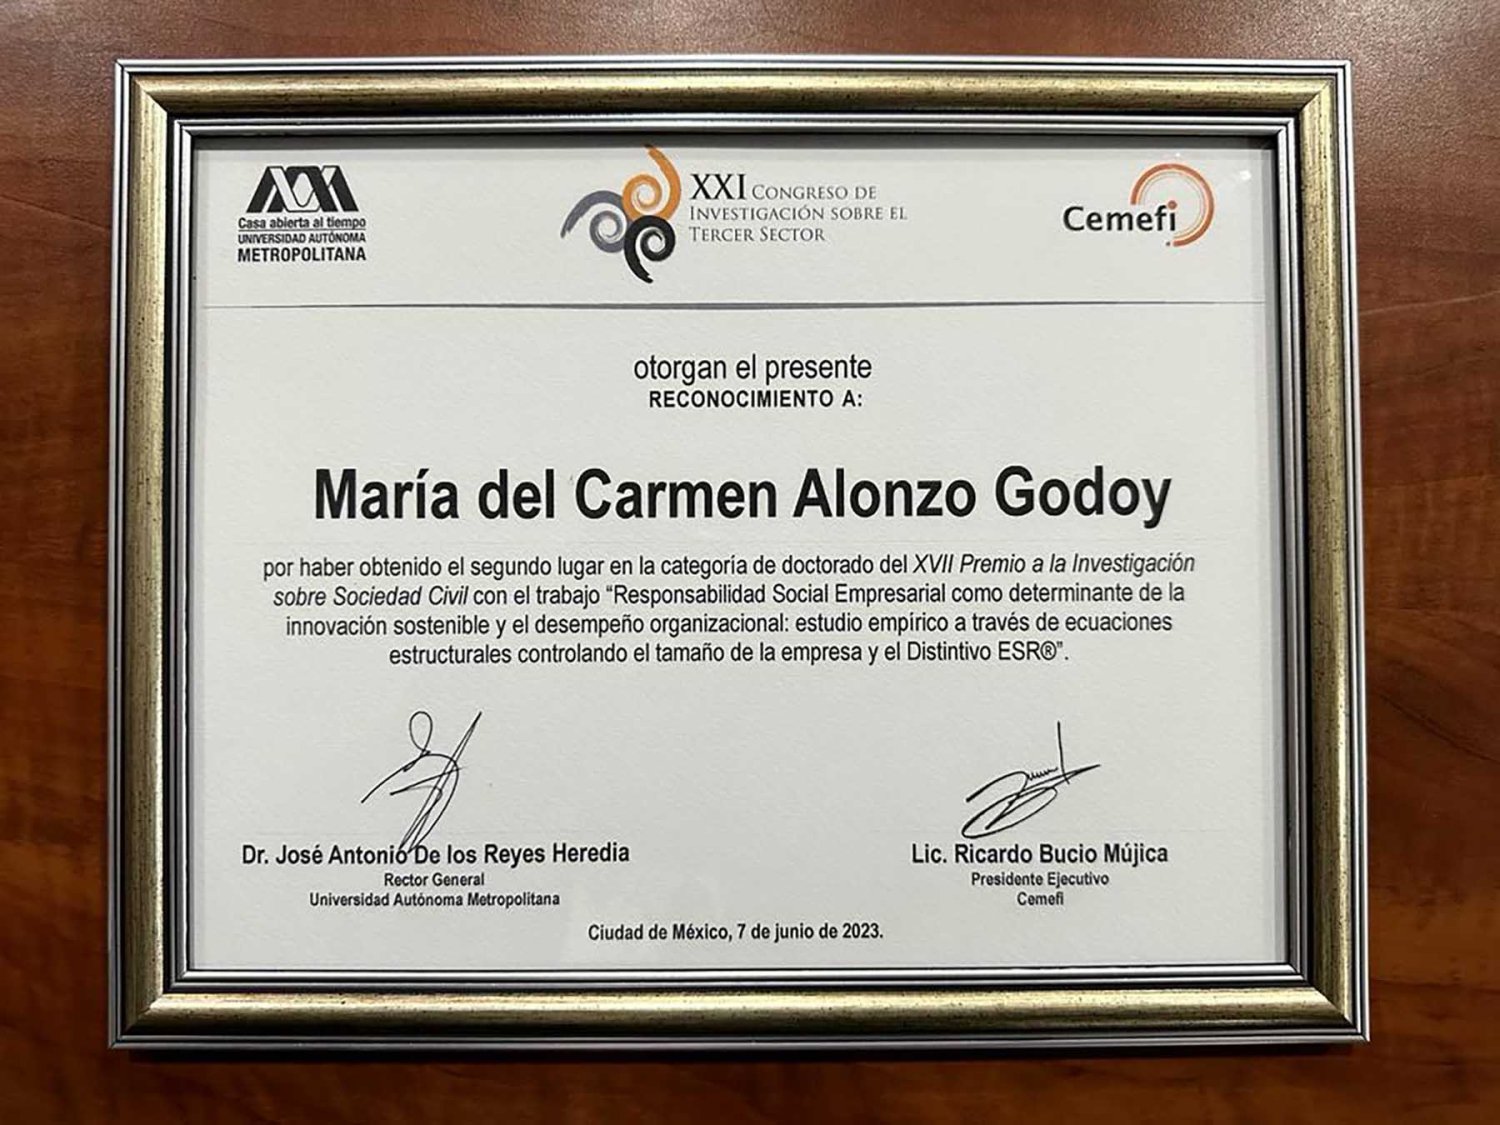 Casa abierta al tiempo
UNIVERSIDAD AUTÓNOMA
METROPOLITANA
XXI CONGRESO DE
INVESTIGACIÓN SOBRE EL
TERCER SECTOR
Cemefi
otorgan el presente
RECONOCIMIENTO A:
María del Carmen Alonzo Godoy
por haber obtenido el segundo lugar en la categoría de doctorado del XVII Premio a la Investigación
sobre Sociedad Civil con el trabajo “Responsabilidad Social Empresarial como determinante de la
innovación sostenible y el desempeño organizacional: estudio empírico a través de ecuaciones
estructurales controlando el tamaño de la empresa y el Distintivo ESR®”.
Dr. José Antonio De los Reyes Heredia
Rector General
Universidad Autónoma Metropolitana
Lic. Ricardo Bucio Mújica
Presidente Ejecutivo
Cemefi
Ciudad de México, 7 de junio de 2023.